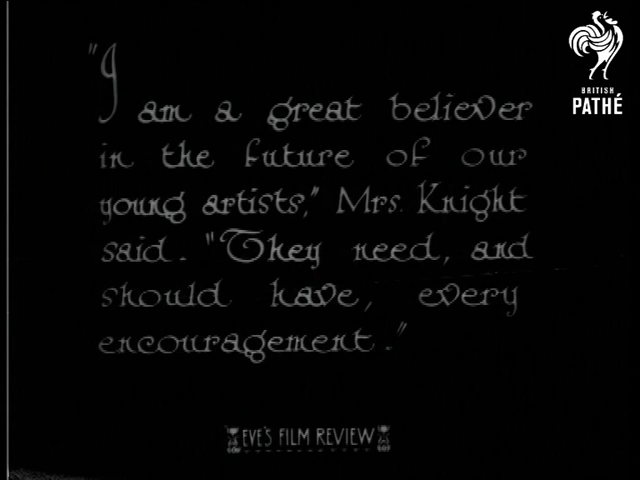 "I am a great believer
in the future of our
young artists," Mrs. Knight
said. "They need, and
should have, every
encouragement."
EVE'S FILM REVIEW
BRITISH
PATHÉ